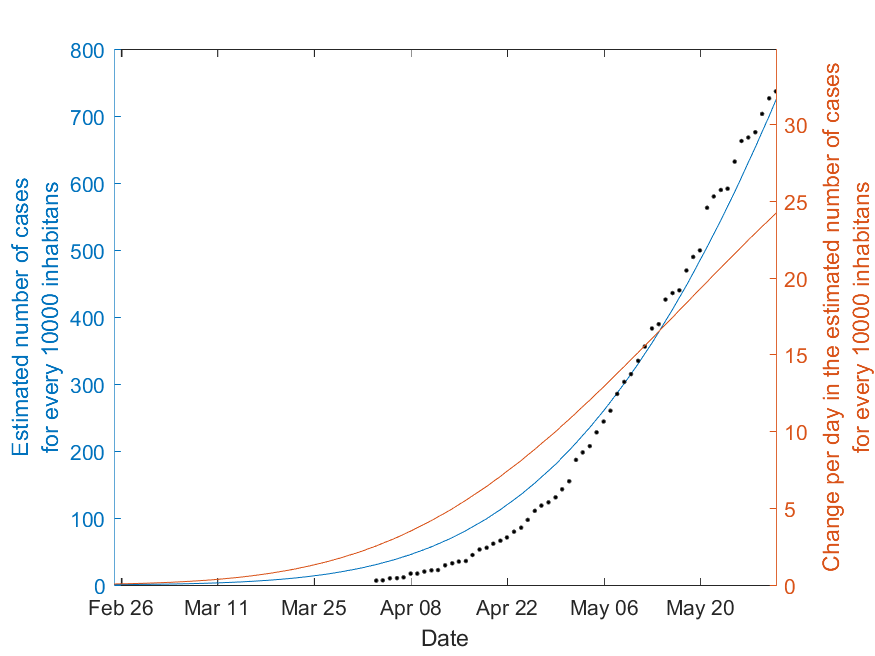 Estimated number of cases
for every 10000 inhabitans
800
700
600
500
400
300
200
100
0
30
25
20
15
10
5
0
Change per day in the estimated number of cases
for every 10000 inhabitans
Feb 26
Mar 11
Mar 25
Apr 08
Apr 22
May 06
May 20
Date